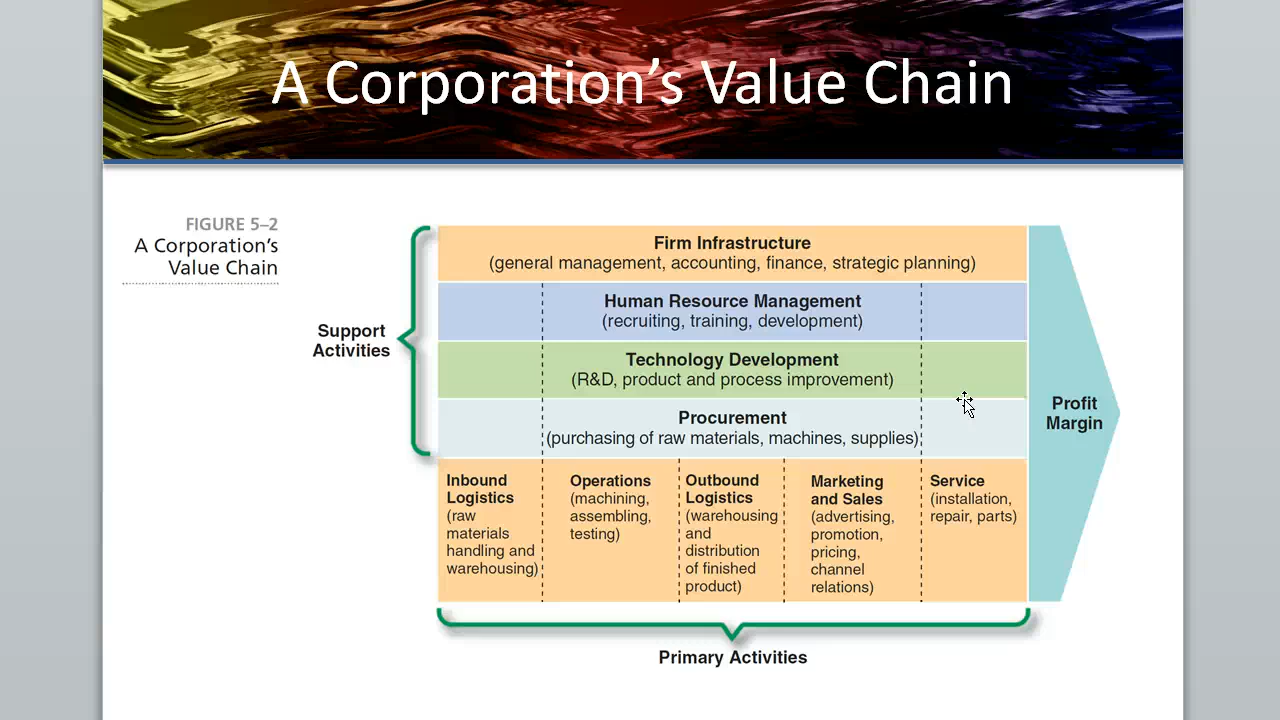 A Corporation's Value Chain
FIGURE 5–2
A Corporation's
Value Chain
Support
Activities
Firm Infrastructure
(general management, accounting, finance, strategic planning)
Human Resource Management
(recruiting, training, development)
Technology Development
(R&D, product and process improvement)
Procurement
(purchasing of raw materials, machines, supplies)
Inbound
Logistics
(raw
materials
handling and
warehousing)
Operations
(machining,
assembling,
testing)
Outbound
Logistics
(warehousing
and
distribution
of finished
product)
Marketing
and Sales
(advertising,
promotion,
pricing,
channel
relations)
Service
(installation,
repair, parts)
Profit
Margin
Primary Activities